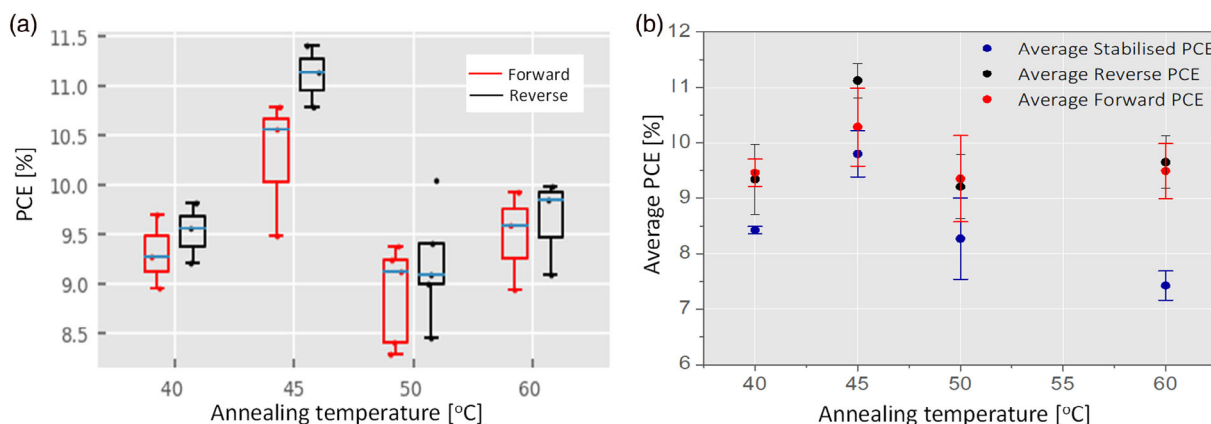 (a)
11.5
11.0
10.5
10.0
9.5
9.0
8.5
PCE [%]
Forward
Reverse
40
45
50
60
Annealing temperature [°C]
(b)
12
11
10
9
8
7
6
Average PCE [%]
Average Stabilised PCE
Average Reverse PCE
Average Forward PCE
40
45
50
55
60
Annealing temperature [°C]